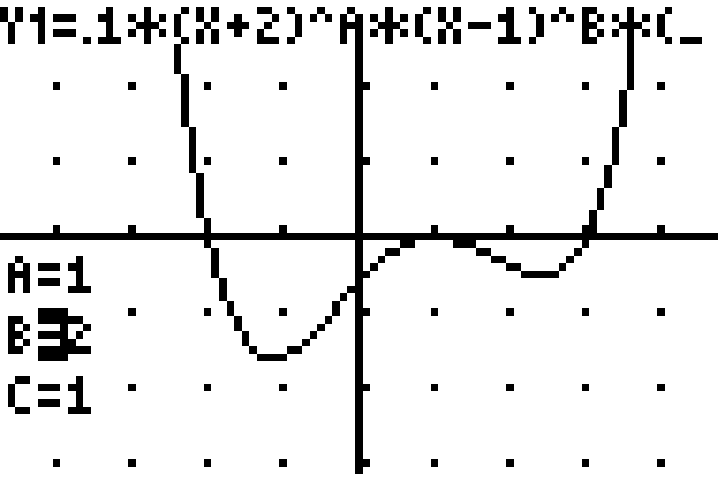 Y1=.1*(X+2)^A*(X-1)^B*(_
A=1
B=2
C=1